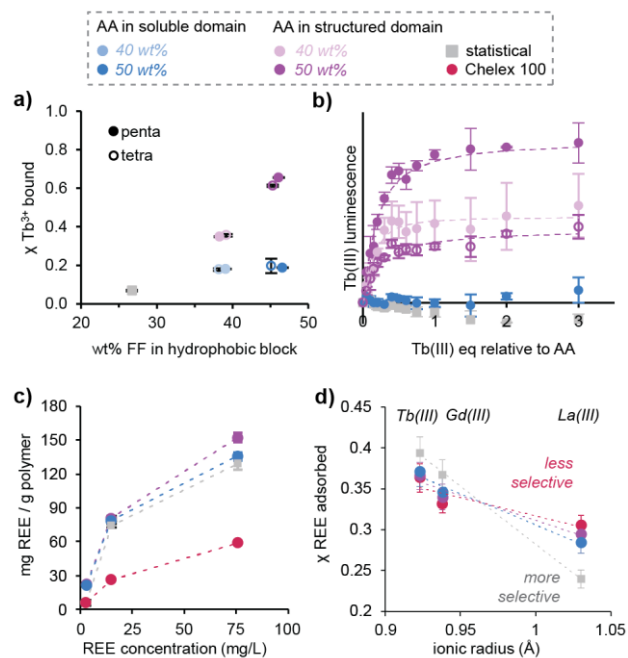 AA in soluble domain AA in structured domain
40 wt% 40 wt% statistical
50 wt% 50 wt% Chelex 100
a)
b)
1.0
0.8
0.6
0.4
0.2
0.0
penta
tetra
χ Tb3+ bound
20 30 40 50
wt% FF in hydrophobic block
Tb(III) luminescence
0 1 2 3
Tb(III) eq relative to AA
c)
d)
180
150
120
90
60
30
0
mg REE / g polymer
0 25 50 75 100
REE concentration (mg/L)
0.45
0.4
0.35
0.3
0.25
0.2
χ REE adsorbed
Tb(III) Gd(III) La(III)
less
selective
more
selective
0.9 0.95 1 1.05
ionic radius (Å)